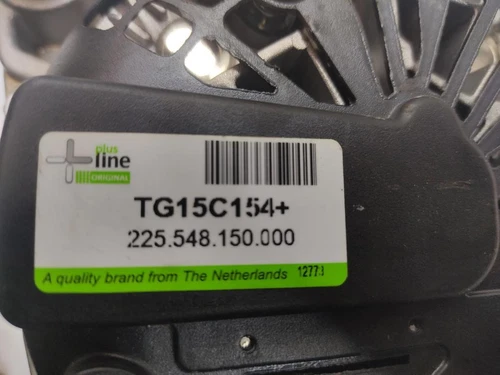 plus
line
ORIGINAL
TG15C154+
225.548.150.000
A quality brand from The Netherlands